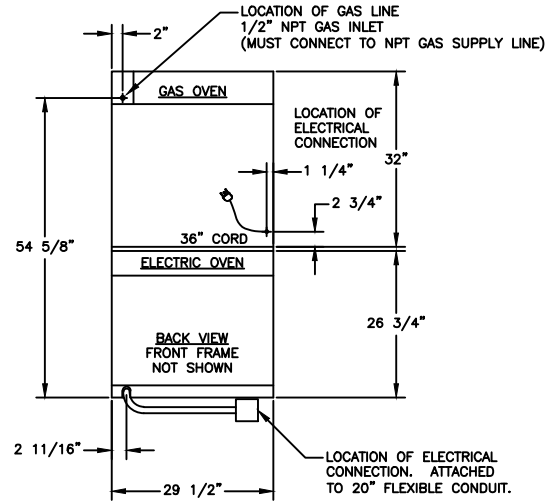 LOCATION OF GAS LINE
1/2" NPT GAS INLET
(MUST CONNECT TO NPT GAS SUPPLY LINE)
2"
GAS OVEN
LOCATION OF
ELECTRICAL
CONNECTION
32"
1 1/4"
2 3/4"
36" CORD
54 5/8"
ELECTRIC OVEN
26 3/4"
BACK VIEW
FRONT FRAME
NOT SHOWN
2 11/16"
LOCATION OF ELECTRICAL
CONNECTION. ATTACHED
TO 20" FLEXIBLE CONDUIT.
29 1/2"